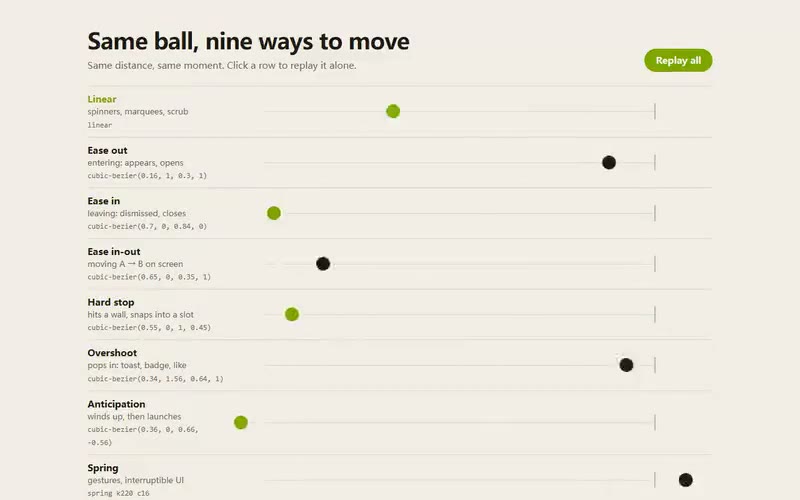 Same ball, nine ways to move
Same distance, same moment. Click a row to replay it alone.
Replay all
Linear
spinners, marquees, scrub
linear
Ease out
entering: appears, opens
cubic-bezier(0.16, 1, 0.3, 1)
Ease in
leaving: dismissed, closes
cubic-bezier(0.7, 0, 0.84, 0)
Ease in-out
moving A → B on screen
cubic-bezier(0.65, 0, 0.35, 1)
Hard stop
hits a wall, snaps into a slot
cubic-bezier(0.55, 0, 1, 0.45)
Overshoot
pops in: toast, badge, like
cubic-bezier(0.34, 1.56, 0.64, 1)
Anticipation
winds up, then launches
cubic-bezier(0.36, 0, 0.66,
-0.56)
Spring
gestures, interruptible UI
spring k220 c16